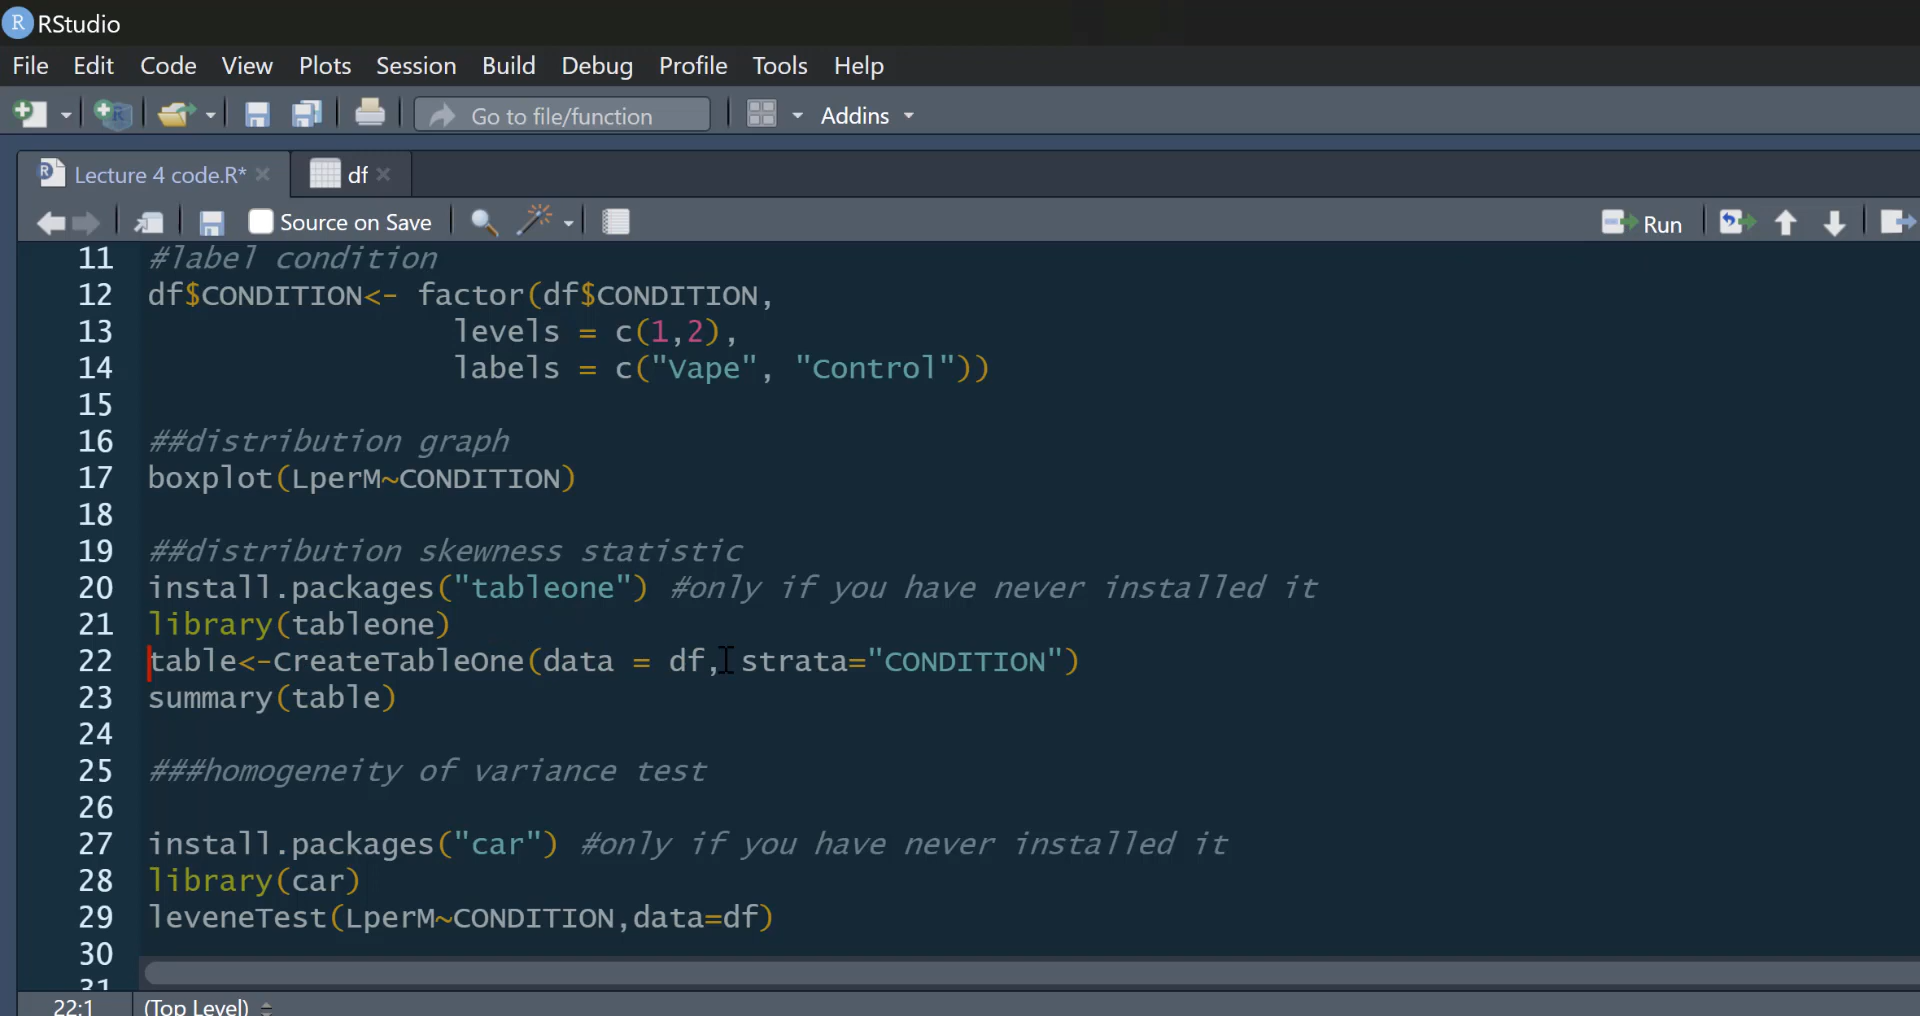 R RStudio
File Edit Code View Plots Session Build Debug Profile Tools Help
Go to file/function Addins
Lecture 4 code.R* df
Source on Save Run
11 #label condition
12 df$CONDITION<- factor(df$CONDITION,
13 levels = c(1,2),
14 labels = c("Vape", "Control"))
15
16 ##distribution graph
17 boxplot(LperM~CONDITION)
18
19 ##distribution skewness statistic
20 install.packages("tableone") #only if you have never installed it
21 library(tableone)
22 table<-CreateTableOne(data = df, strata="CONDITION")
23 summary(table)
24
25 ###homogeneity of variance test
26
27 install.packages("car") #only if you have never installed it
28 library(car)
29 leveneTest(LperM~CONDITION,data=df)
30
31
22:1 (Top Level)